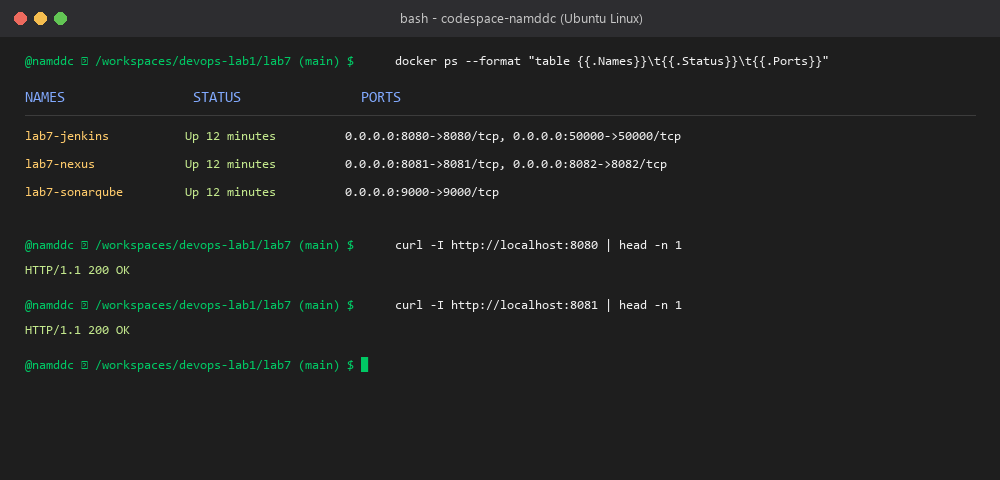 bash - codespace-namddc (Ubuntu Linux)
@namddc ▯ /workspaces/devops-lab1/lab7 (main) $ docker ps --format "table {{.Names}}\t{{.Status}}\t{{.Ports}}"
NAMES STATUS PORTS
lab7-jenkins Up 12 minutes 0.0.0.0:8080->8080/tcp, 0.0.0.0:50000->50000/tcp
lab7-nexus Up 12 minutes 0.0.0.0:8081->8081/tcp, 0.0.0.0:8082->8082/tcp
lab7-sonarqube Up 12 minutes 0.0.0.0:9000->9000/tcp
@namddc ▯ /workspaces/devops-lab1/lab7 (main) $ curl -I http://localhost:8080 | head -n 1
HTTP/1.1 200 OK
@namddc ▯ /workspaces/devops-lab1/lab7 (main) $ curl -I http://localhost:8081 | head -n 1
HTTP/1.1 200 OK
@namddc ▯ /workspaces/devops-lab1/lab7 (main) $